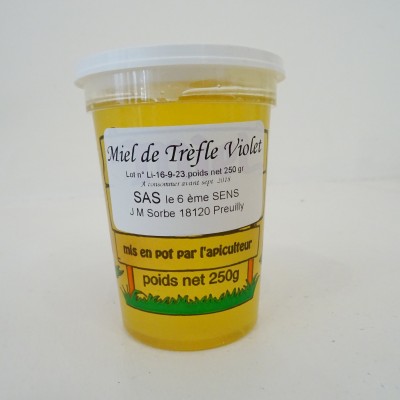 Miel de Trèfle Violet
Lot n° Li-16-9-23 poids net 250 gr
A consommer avant sept. 2018
SAS le 6 ème SENS
J M Sorbe 18120 Preuilly
mis en pot par l'apiculteur
poids net 250g